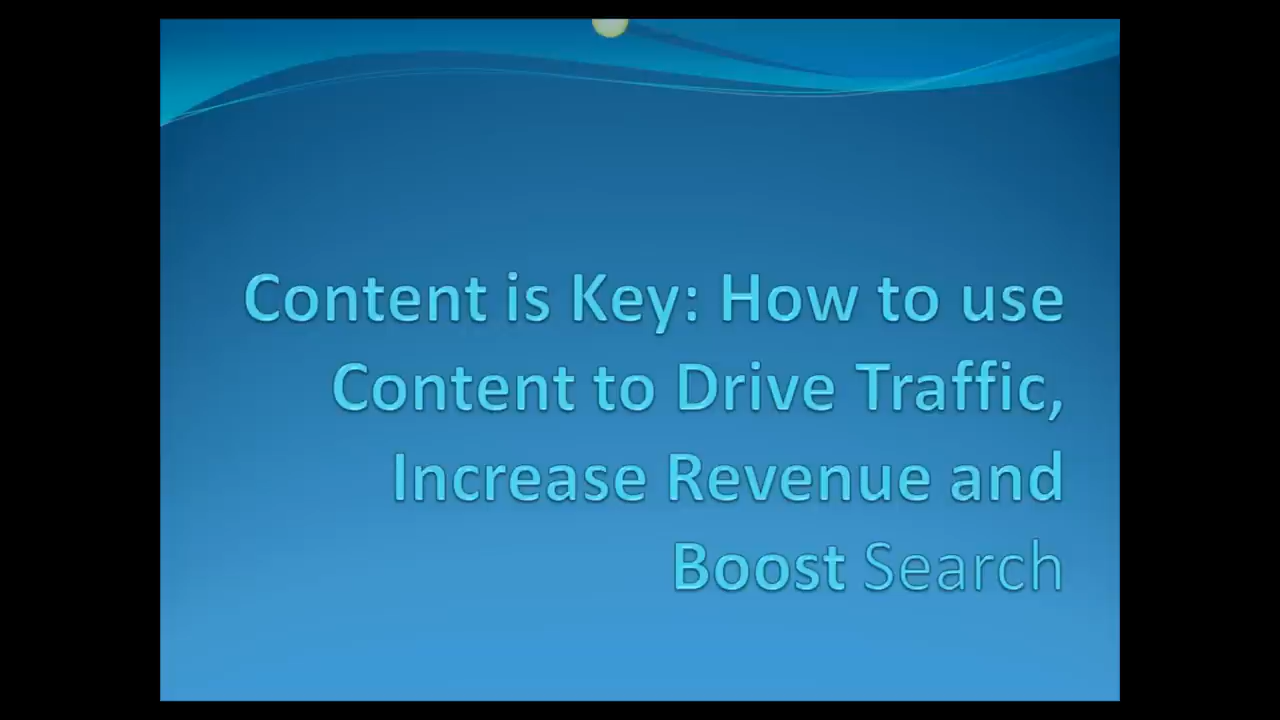 Content is Key: How to use
Content to Drive Traffic,
Increase Revenue and
Boost Search